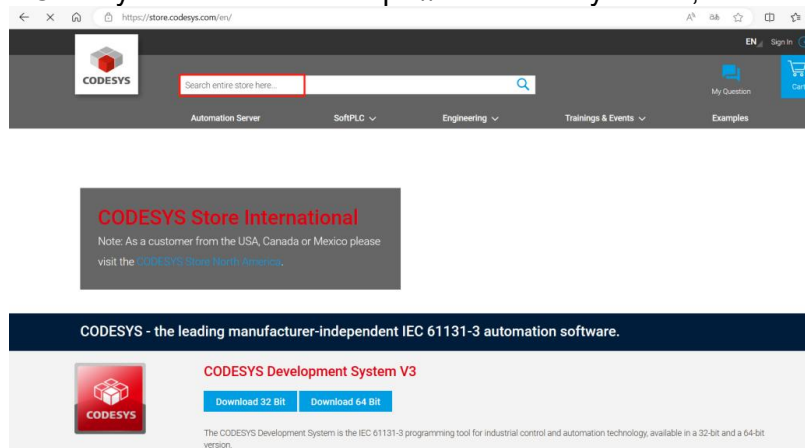 https://store.codesys.com/en/
EN
Sign In
CODESYS
Search entire store here...
My Question
Cart
Automation Server
SoftPLC
Engineering
Trainings & Events
Examples
CODESYS Store International
Note: As a customer from the USA, Canada or Mexico please
visit the CODESYS Store North America.
CODESYS - the leading manufacturer-independent IEC 61131-3 automation software.
CODESYS Development System V3
Download 32 Bit
Download 64 Bit
CODESYS
The CODESYS Development System is the IEC 61131-3 programming tool for industrial control and automation technology, available in a 32-bit and a 64-bit
version.